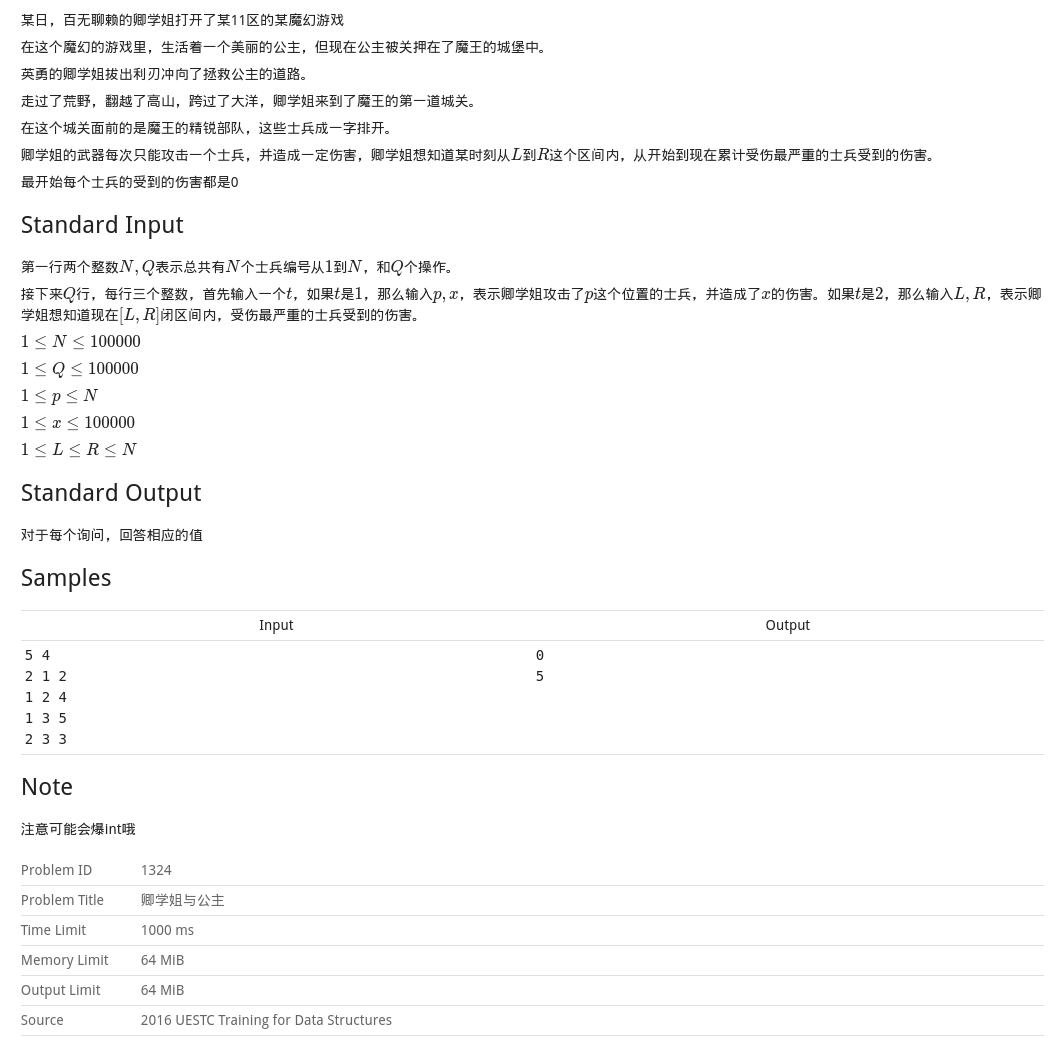 某日，百无聊赖的卿学姐打开了某11区的某魔幻游戏
在这个魔幻的游戏里，生活着一个美丽的公主，但现在公主被关押在了魔王的城堡中。
英勇的卿学姐拔出利刃冲向了拯救公主的道路。
走过了荒野，翻越了高山，跨过了大洋，卿学姐来到了魔王的第一道城关。
在这个城关面前的是魔王的精锐部队，这些士兵成一字排开。
卿学姐的武器每次只能攻击一个士兵，并造成一定伤害，卿学姐想知道某时刻从L到R这个区间内，从开始到现在累计受伤最严重的士兵受到的伤害。
最开始每个士兵的受到的伤害都是0
Standard Input
第一行两个整数N, Q表示总共有N个士兵编号从1到N，和Q个操作。
接下来Q行，每行三个整数，首先输入一个t，如果t是1，那么输入p, x，表示卿学姐攻击了p这个位置的士兵，并造成了x的伤害。如果t是2，那么输入L, R，表示卿
学姐想知道现在[L, R]闭区间内，受伤最严重的士兵受到的伤害。
1 ≤ N ≤ 100000
1 ≤ Q ≤ 100000
1 ≤ p ≤ N
1 ≤ x ≤ 100000
1 ≤ L ≤ R ≤ N
Standard Output
对于每个询问，回答相应的值
Samples
Input Output
5 4 0
2 1 2 5
1 2 4
1 3 5
2 3 3
Note
注意可能会爆int哦
Problem ID 1324
Problem Title 卿学姐与公主
Time Limit 1000 ms
Memory Limit 64 MiB
Output Limit 64 MiB
Source 2016 UESTC Training for Data Structures